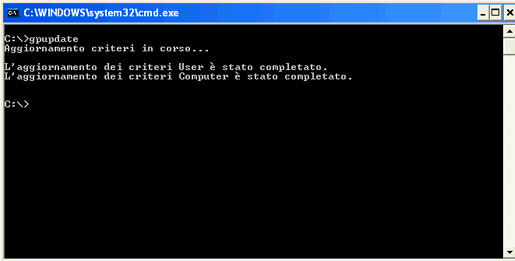 C:\WINDOWS\system32\cmd.exe
C:\>gpupdate
Aggiornamento criteri in corso...
L'aggiornamento dei criteri User è stato completato.
L'aggiornamento dei criteri Computer è stato completato.
C:\>